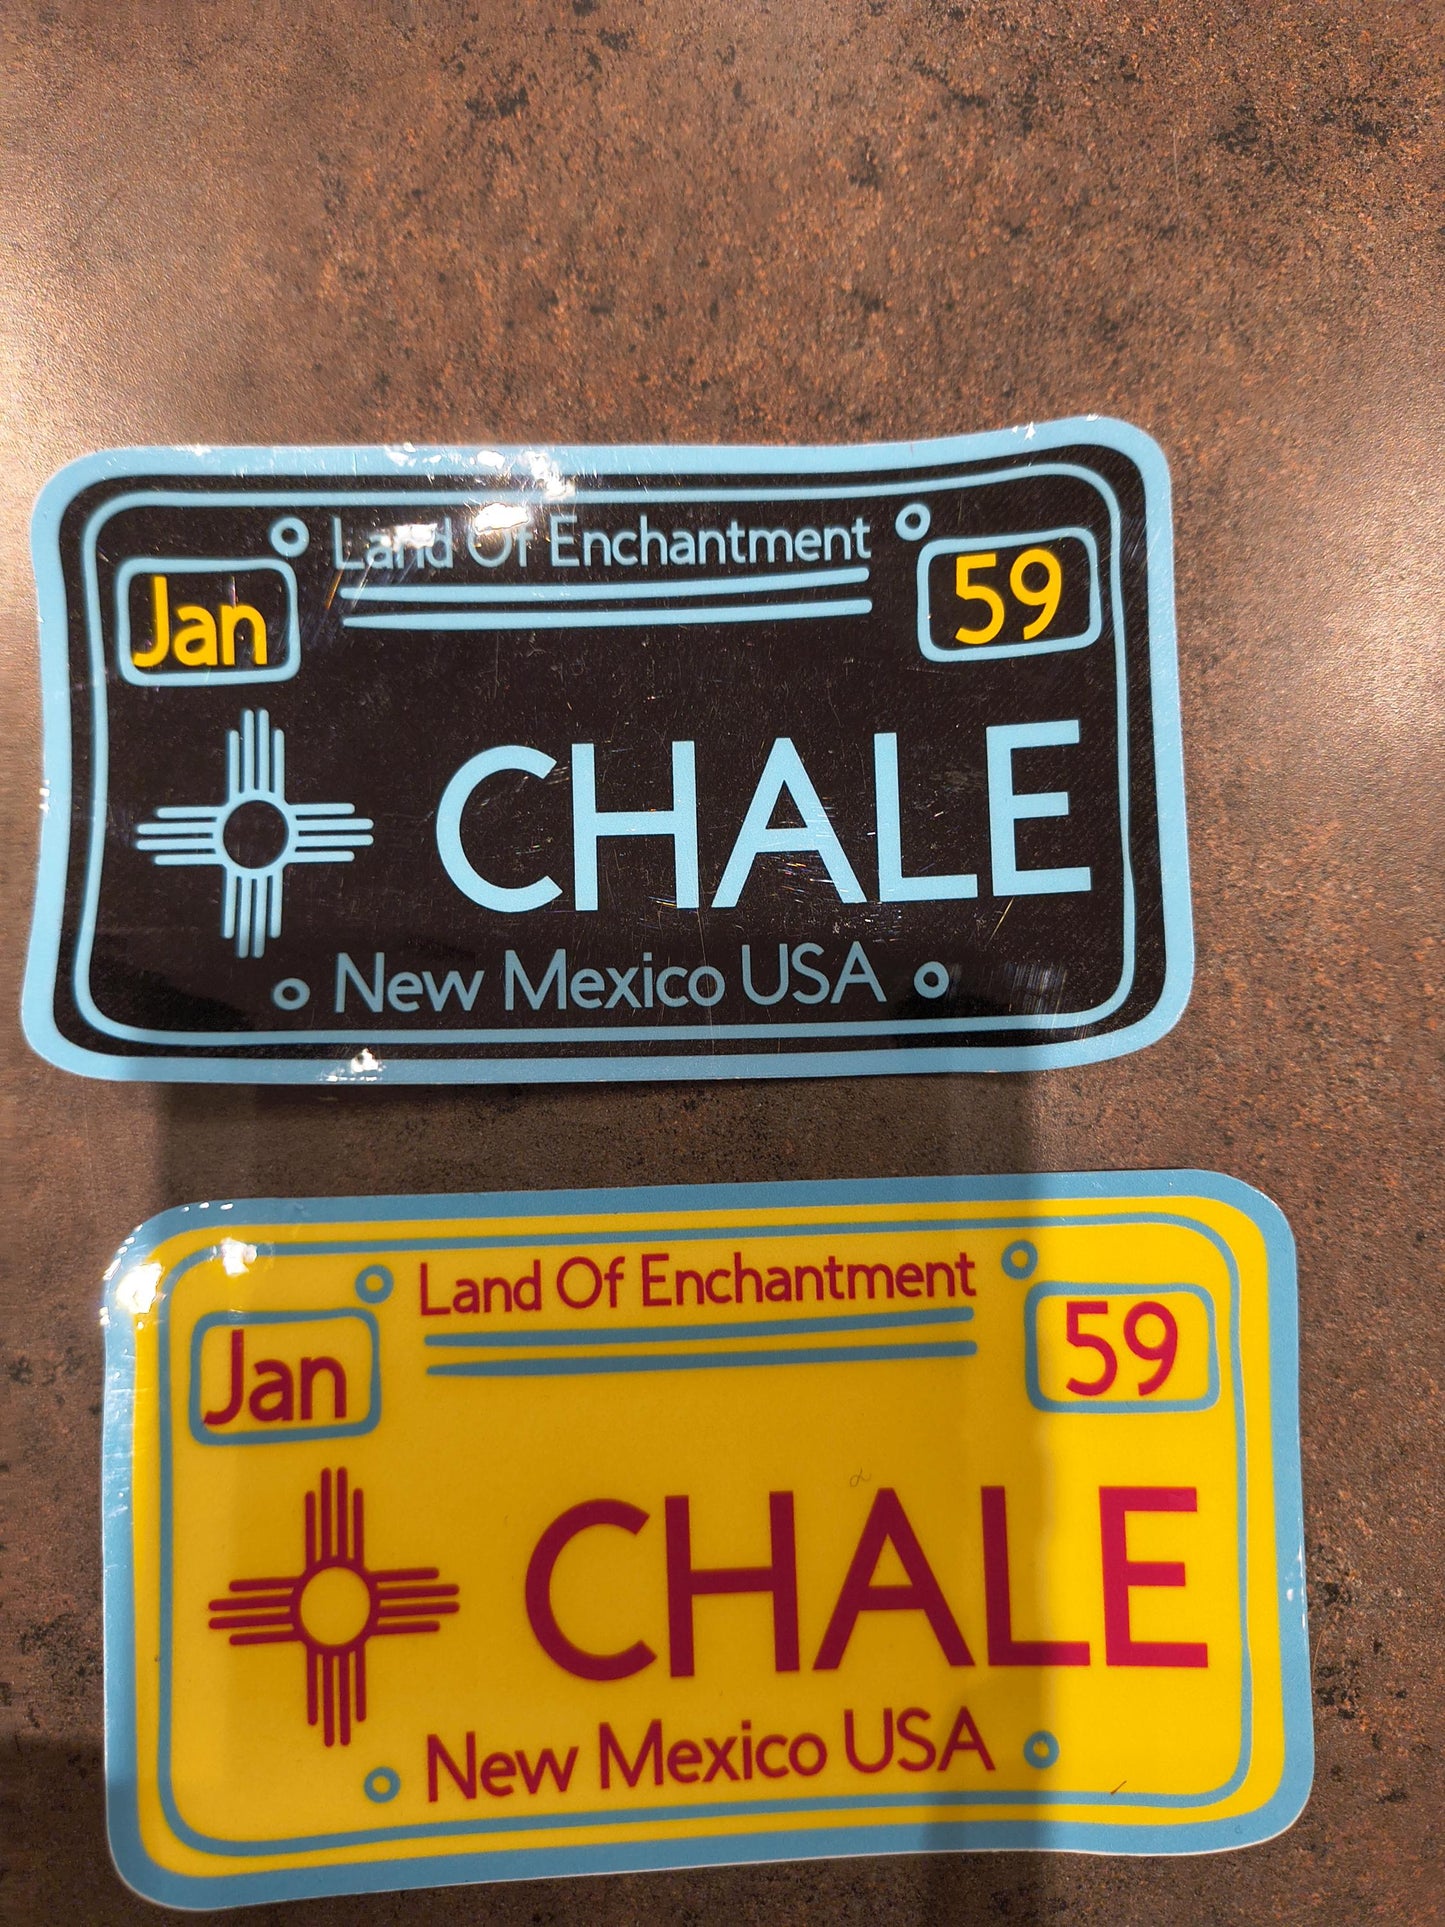 Land Of Enchantment
Jan
59
CHALE
New Mexico USA
Land Of Enchantment
Jan
59
CHALE
New Mexico USA